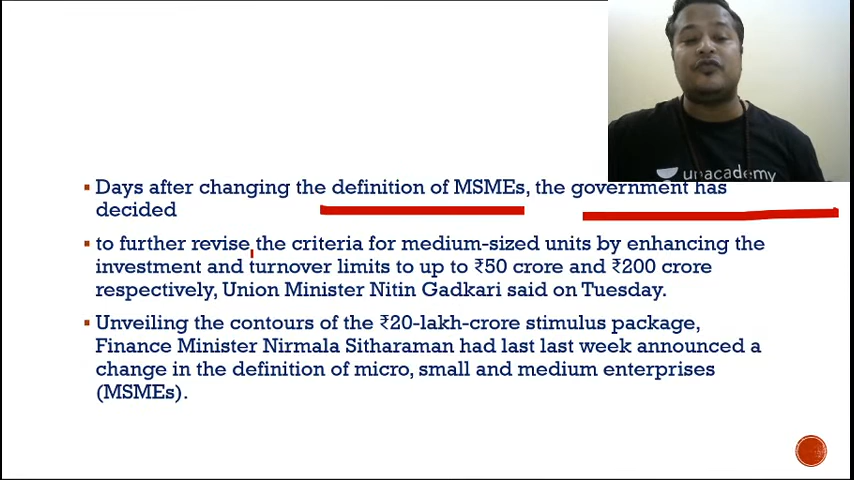 unacademy
Days after changing the definition of MSMEs, the government has
decided
to further revise the criteria for medium-sized units by enhancing the
investment and turnover limits to up to ₹50 crore and ₹200 crore
respectively, Union Minister Nitin Gadkari said on Tuesday.
Unveiling the contours of the ₹20-lakh-crore stimulus package,
Finance Minister Nirmala Sitharaman had last last week announced a
change in the definition of micro, small and medium enterprises
(MSMEs).